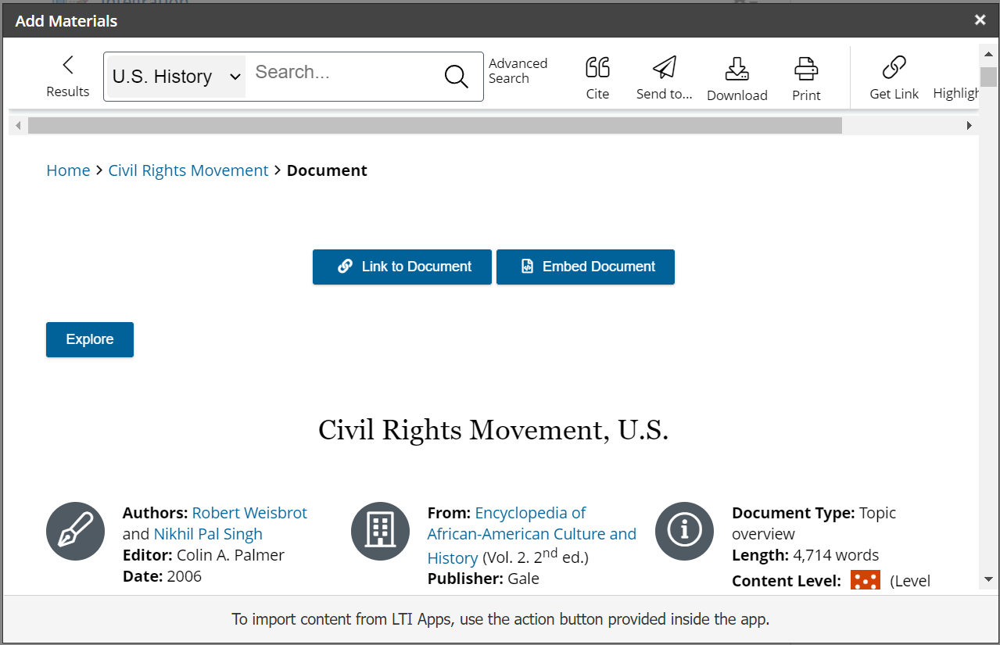 Add Materials
Results
U.S. History
Search...
Advanced
Search
Cite
Send to...
Download
Print
Get Link
Highligh
Home > Civil Rights Movement > Document
Link to Document
Embed Document
Explore
Civil Rights Movement, U.S.
Authors: Robert Weisbrot
and Nikhil Pal Singh
Editor: Colin A. Palmer
Date: 2006
From: Encyclopedia of
African-American Culture and
History (Vol. 2. 2nd ed.)
Publisher: Gale
Document Type: Topic
overview
Length: 4,714 words
Content Level: (Level
To import content from LTI Apps, use the action button provided inside the app.